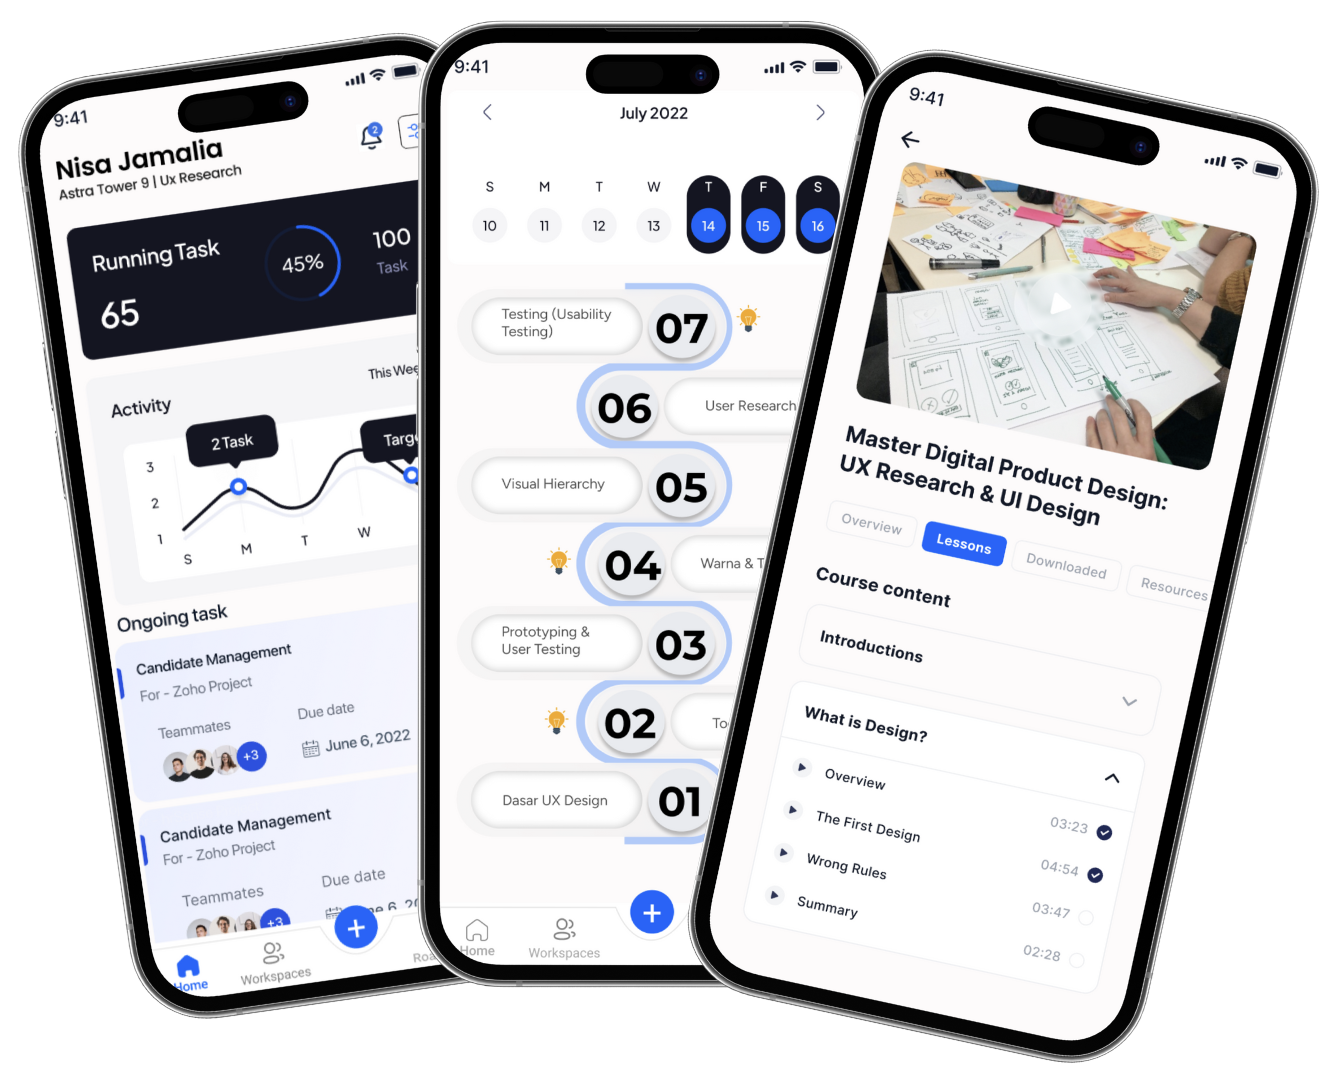 9:41
Nisa Jamalia
Astra Tower 9 | Ux Research
2
Running Task
65
45%
100
Task
This
Activity
2 Task
3
2
1
S
M
T
W
Ongoing task
Candidate Management
For - Zoho Project
Teammates
Due date
+3
June 6, 2022
Candidate Management
For - Zoho Project
Teammates
Due date
+3
6,
+
Home
Workspaces
9:41
July 2022
S M T W T F S
10 11 12 13 14 15 16
Testing (Usability
Testing)
07
06
User Research
Visual Hierarchy
05
04
Warna &
Prototyping &
User Testing
03
02
Dasar UX Design
01
+
Home
Workspaces
9:41
Master Digital Product Design:
UX Research & UI Design
Overview
Lessons
Downloaded
Resources
Course content
Introductions
What is Design?
Overview
03:23
The First Design
04:54
Wrong Rules
03:47
Summary
02:28